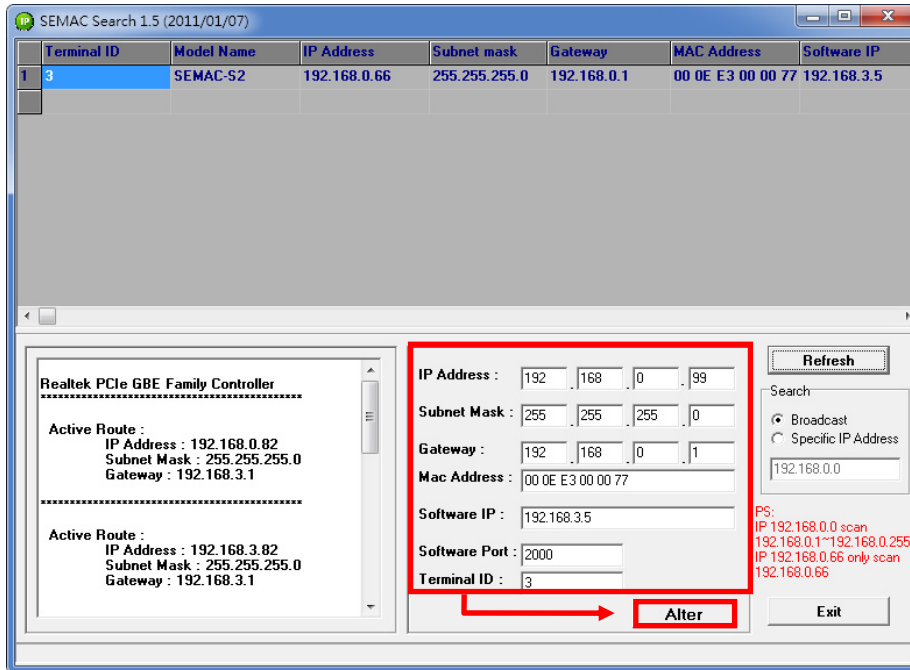 SEMAC Search 1.5 (2011/01/07)
Terminal ID Model Name IP Address Subnet mask Gateway MAC Address Software IP
1 3 SEMAC-S2 192.168.0.66 255.255.255.0 192.168.0.1 00 0E E3 00 00 77 192.168.3.5
Realtek PCIe GBE Family Controller
******************************************
Active Route :
IP Address : 192.168.0.82
Subnet Mask : 255.255.255.0
Gateway : 192.168.3.1
******************************************
Active Route :
IP Address : 192.168.3.82
Subnet Mask : 255.255.255.0
Gateway : 192.168.3.1
IP Address : 192 . 168 . 0 . 99
Subnet Mask : 255 . 255 . 255 . 0
Gateway : 192 . 168 . 0 . 1
Mac Address : 00 0E E3 00 00 77
Software IP : 192.168.3.5
Software Port : 2000
Terminal ID : 3
Alter
Refresh
Search
Broadcast
Specific IP Address
192.168.0.0
PS:
IP 192.168.0.0 scan
192.168.0.1~192.168.0.255
IP 192.168.0.66 only scan
192.168.0.66
Exit